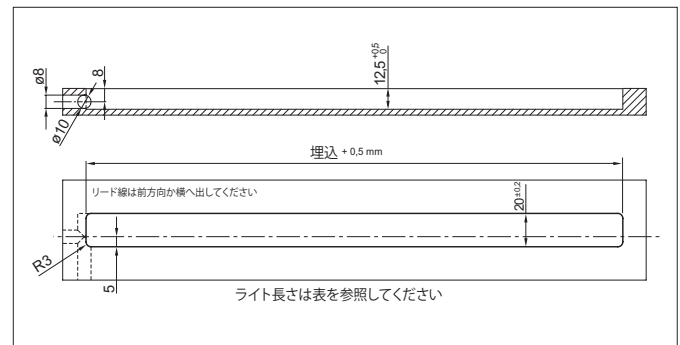 ø8
ø10
8
12,5 +0,5 0
埋込 + 0,5 mm
リード線は前方向か横へ出してください
20±0,2
R3
5
ライト長さは表を参照してください